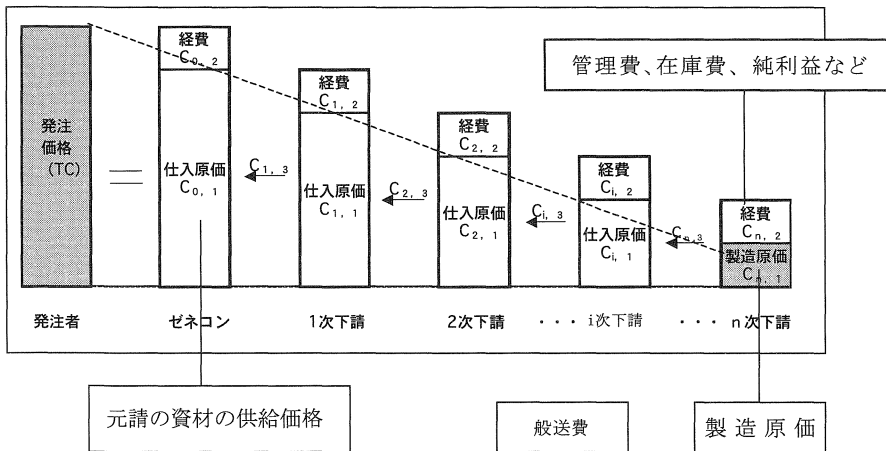 経費
C0, 2
管理費、在庫費、純利益など
発注
価格
(TC)
仕入原価
C0, 1
C1, 3
経費
C1, 2
仕入原価
C1, 1
C2, 3
経費
C2, 2
仕入原価
C2, 1
Ci, 3
経費
Ci, 2
仕入原価
Ci, 1
Cn,3
経費
Cn, 2
製造原価
Cn, 1
発注者 ゼネコン 1次下請 2次下請 ・・・ i次下請 ・・・ n次下請
元請の資材の供給価格
般送費
製造原価